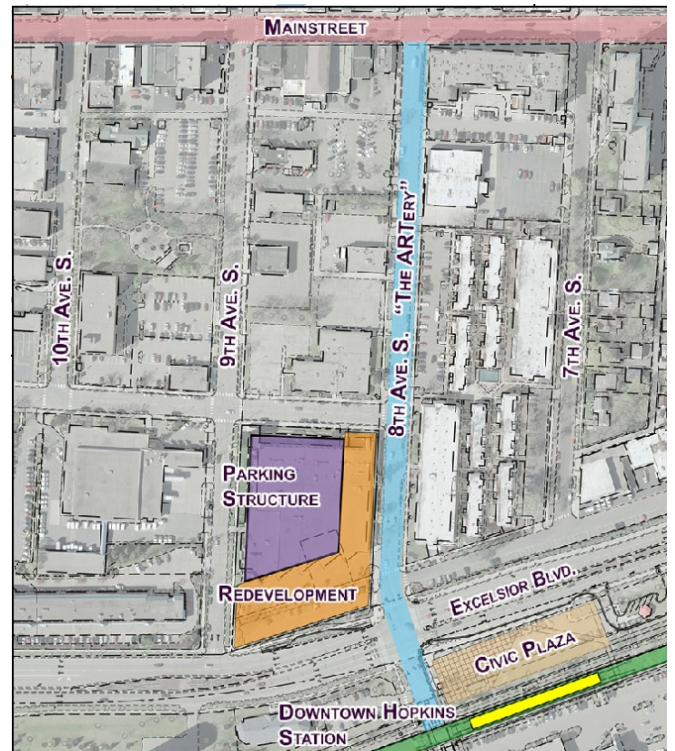 MAINSTREET
10TH AVE. S.
9TH AVE. S.
8TH AVE. S. "THE ARTERY"
7TH AVE. S.
PARKING
STRUCTURE
REDEVELOPMENT
EXCELSIOR BLVD.
CIVIC PLAZA
DOWNTOWN HOPKINS
STATION